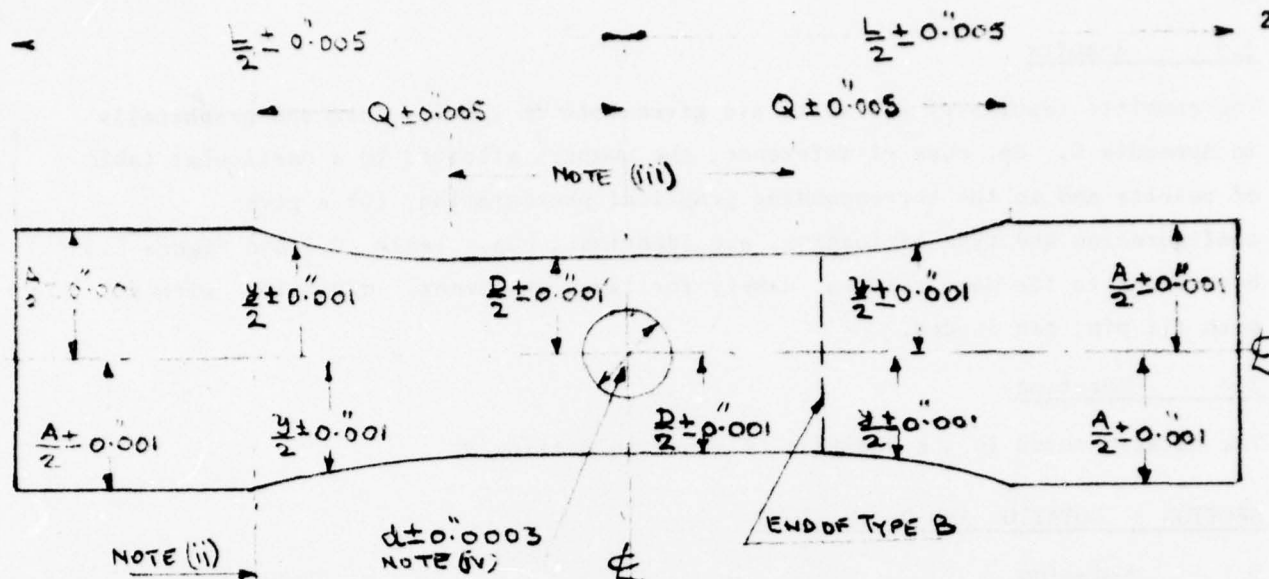 L/2 ± 0.005" L/2 ± 0.005" 2
Q ± 0.005" Q ± 0.005"
NOTE (iii)
y/2 ± 0.001" D/2 ± 0.001" y/2 ± 0.001" A/2 ± 0.001"
A/2 ± 0.001" y/2 ± 0.001" D/2 ± 0.001" y/2 ± 0.001" A/2 ± 0.001"
d ± 0.0003"
NOTE (iv)
END OF TYPE B
NOTE (ii)